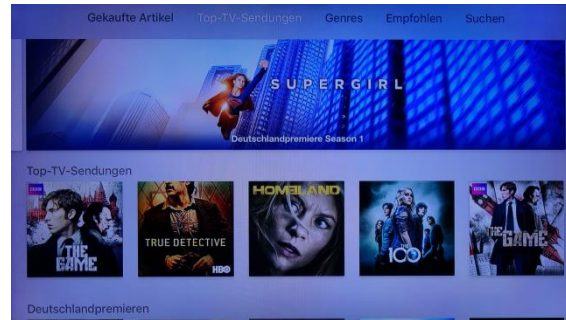 Gekaufte Artikel Top-TV-Sendungen Genres Empfohlen Suchen
SUPERGIRL
Deutschlandpremiere Season 1
Top-TV-Sendungen
BBC
THE GAME
TRUE DETECTIVE
HBO
HOMELAND
THE 100
BBC
THE GAME
Deutschlandpremieren